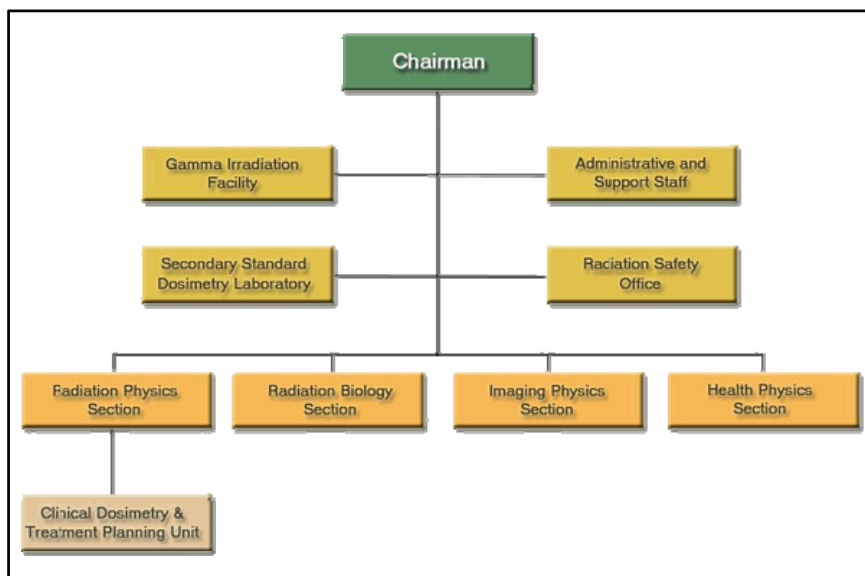 Chairman
Gamma Irradiation
Facility
Administrative and
Support Staff
Secondary Standard
Dosimetry Laboratory
Raciation Safety
Office
Radiation Physics
Section
Radiation Biology
Section
Imaging Physics
Section
Health Physics
Section
Clinical Dosimetry &
Treatment Planning Unit